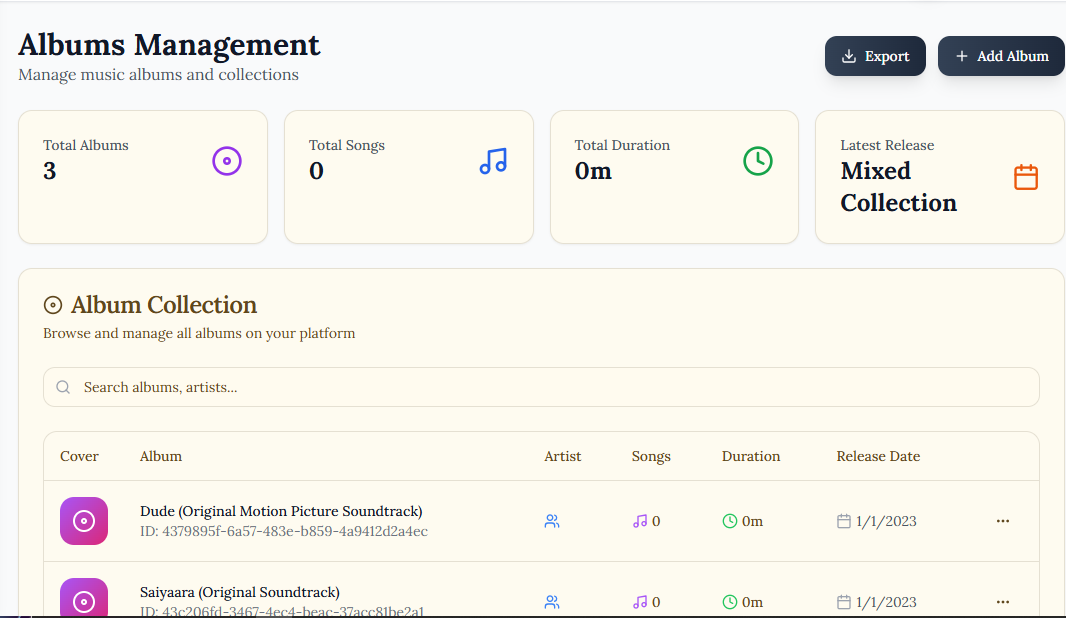 Albums Management
Manage music albums and collections
Export
Add Album
Total Albums
3
Total Songs
0
Total Duration
0m
Latest Release
Mixed
Collection
Album Collection
Browse and manage all albums on your platform
Search albums, artists...
Cover Album Artist Songs Duration Release Date
Dude (Original Motion Picture Soundtrack)
ID: 4379895f-6a57-483e-b859-4a9412d2a4ec
0 0m 1/1/2023
Saiyaara (Original Soundtrack)
ID: 43c206fd-3467-4ec4-beac-37acc81be2a1
0 0m 1/1/2023